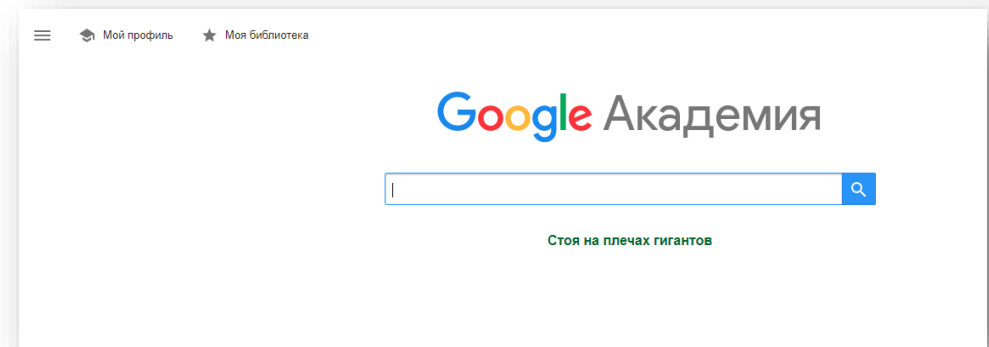 Мой профиль Моя библиотека
Google Академия
Стоя на плечах гигантов